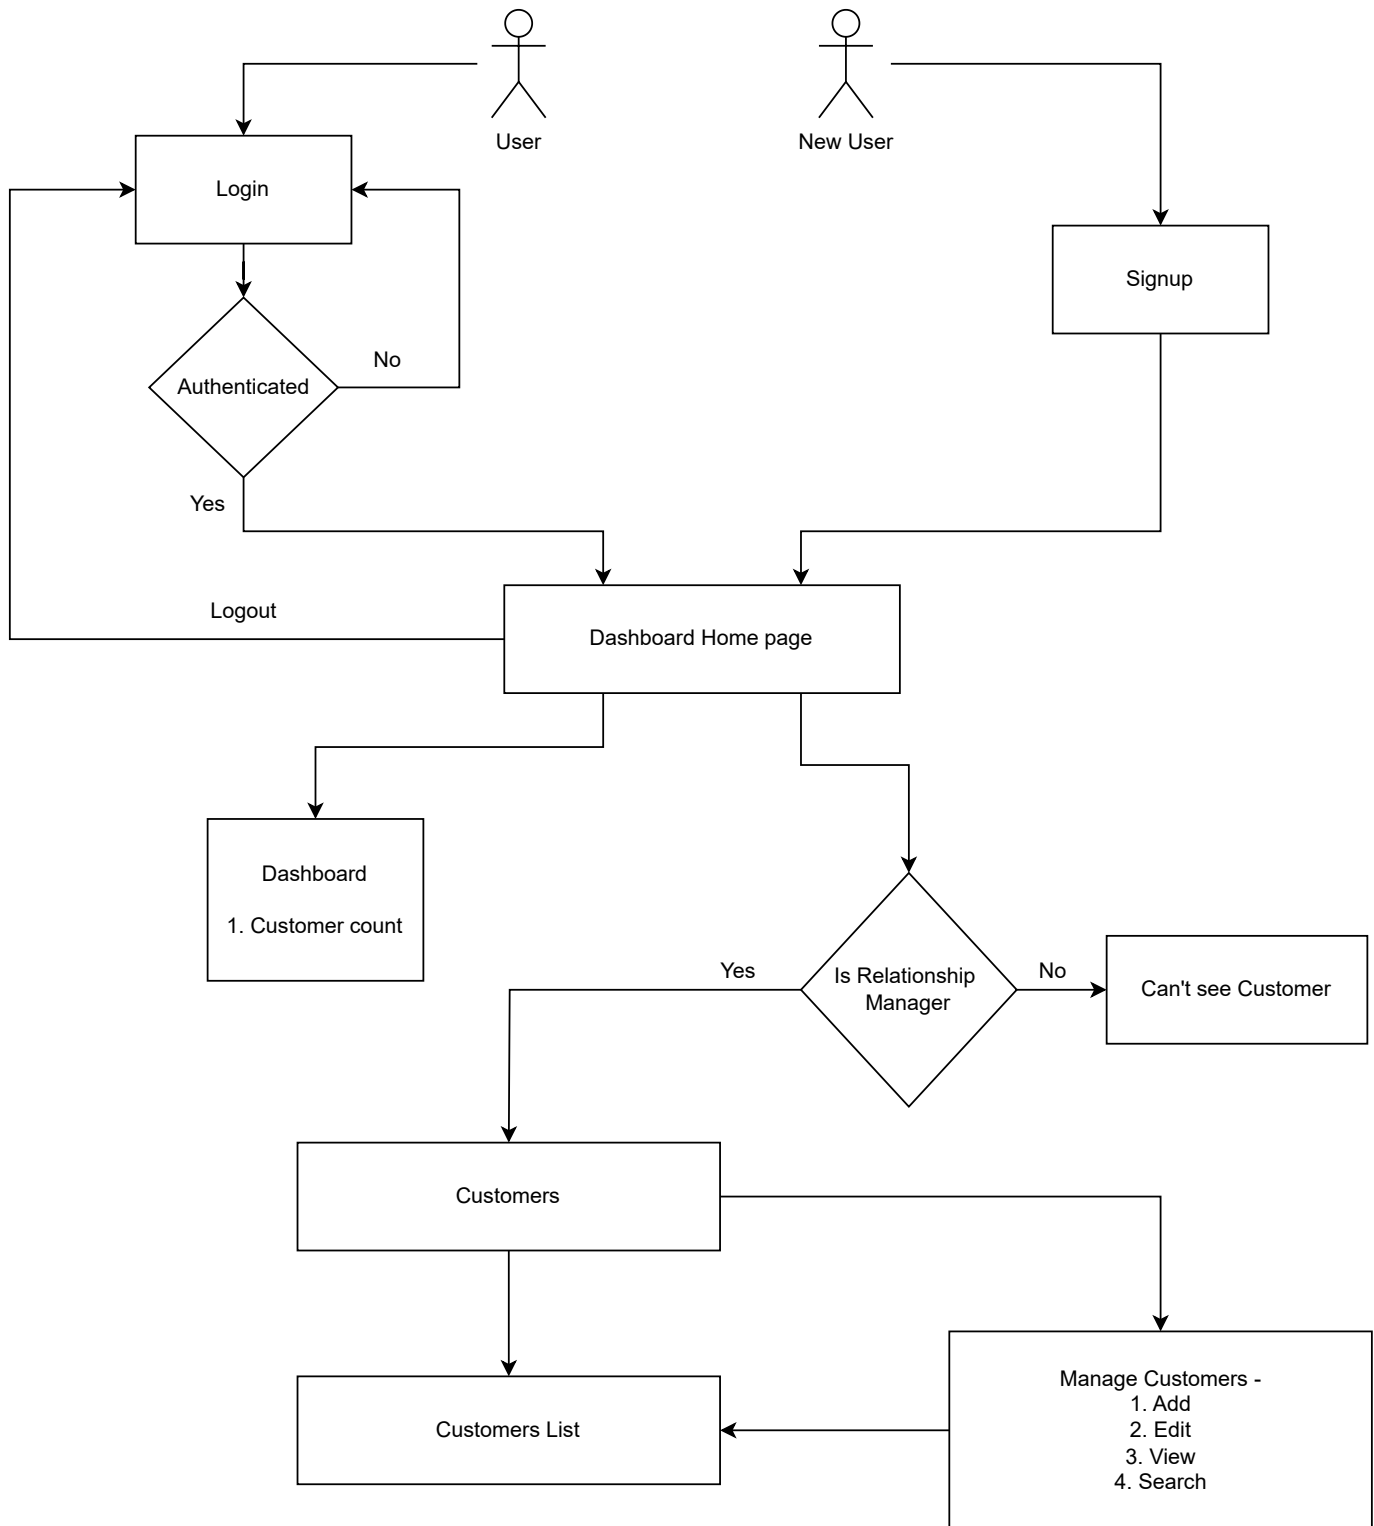 User
New User
Login
Signup
No
Authenticated
Yes
Logout
Dashboard Home page
Dashboard
1. Customer count
Yes
Is Relationship
Manager
No
Can't see Customer
Customers
Manage Customers -
1. Add
2. Edit
3. View
4. Search
Customers List